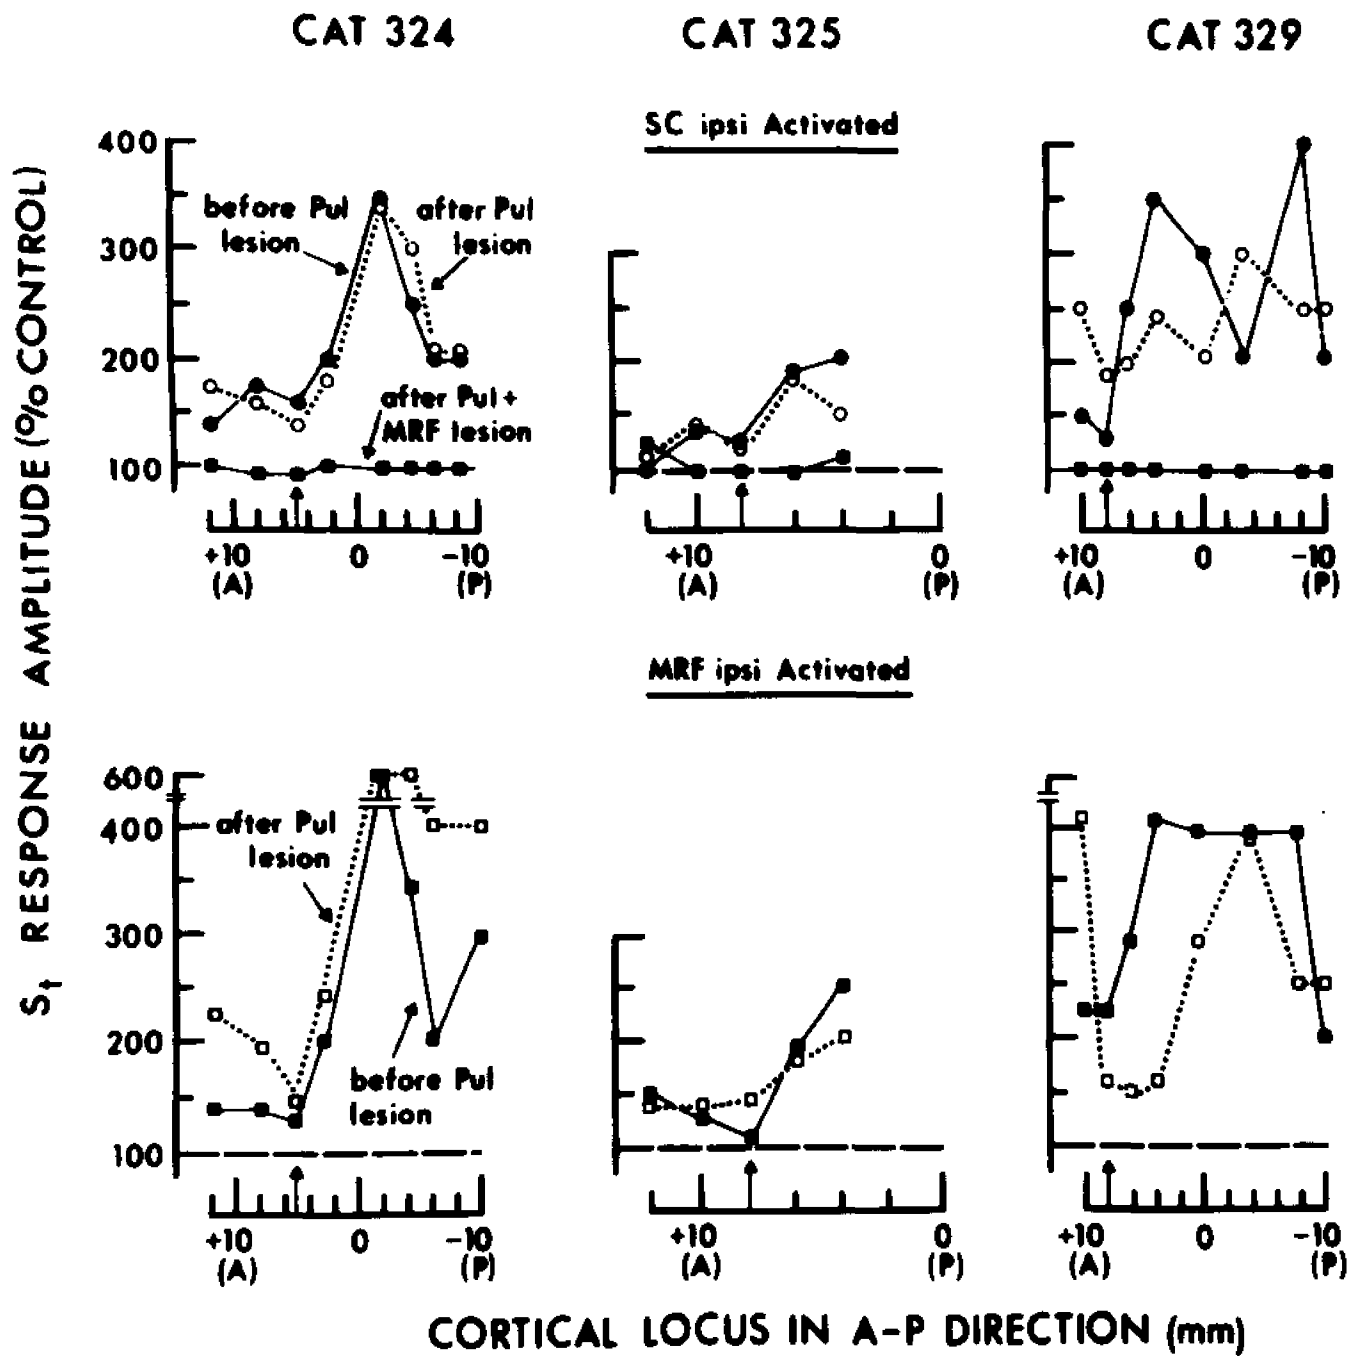 CAT 324
CAT 325
CAT 329
SC ipsi Activated
400
300
200
100
before Pul
lesion
after Pul
lesion
after Pul +
MRF lesion
+10
(A)
0
-10
(P)
+10
(A)
0
(P)
+10
(A)
0
-10
(P)
MRF ipsi Activated
600
400
300
200
100
after Pul
lesion
before Pul
lesion
+10
(A)
0
-10
(P)
+10
(A)
0
(P)
+10
(A)
0
-10
(P)
St RESPONSE AMPLITUDE (% CONTROL)
CORTICAL LOCUS IN A-P DIRECTION (mm)